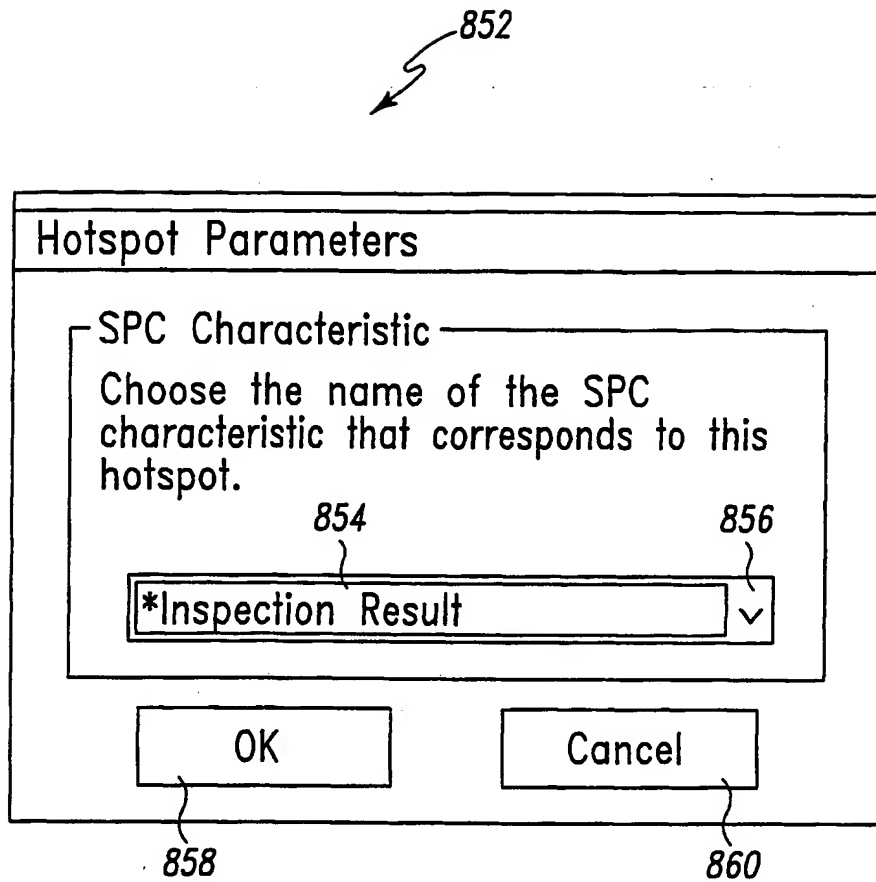 852
Hotspot Parameters
SPC Characteristic
Choose the name of the SPC
characteristic that corresponds to this
hotspot.
854
856
*Inspection Result
OK
Cancel
858
860